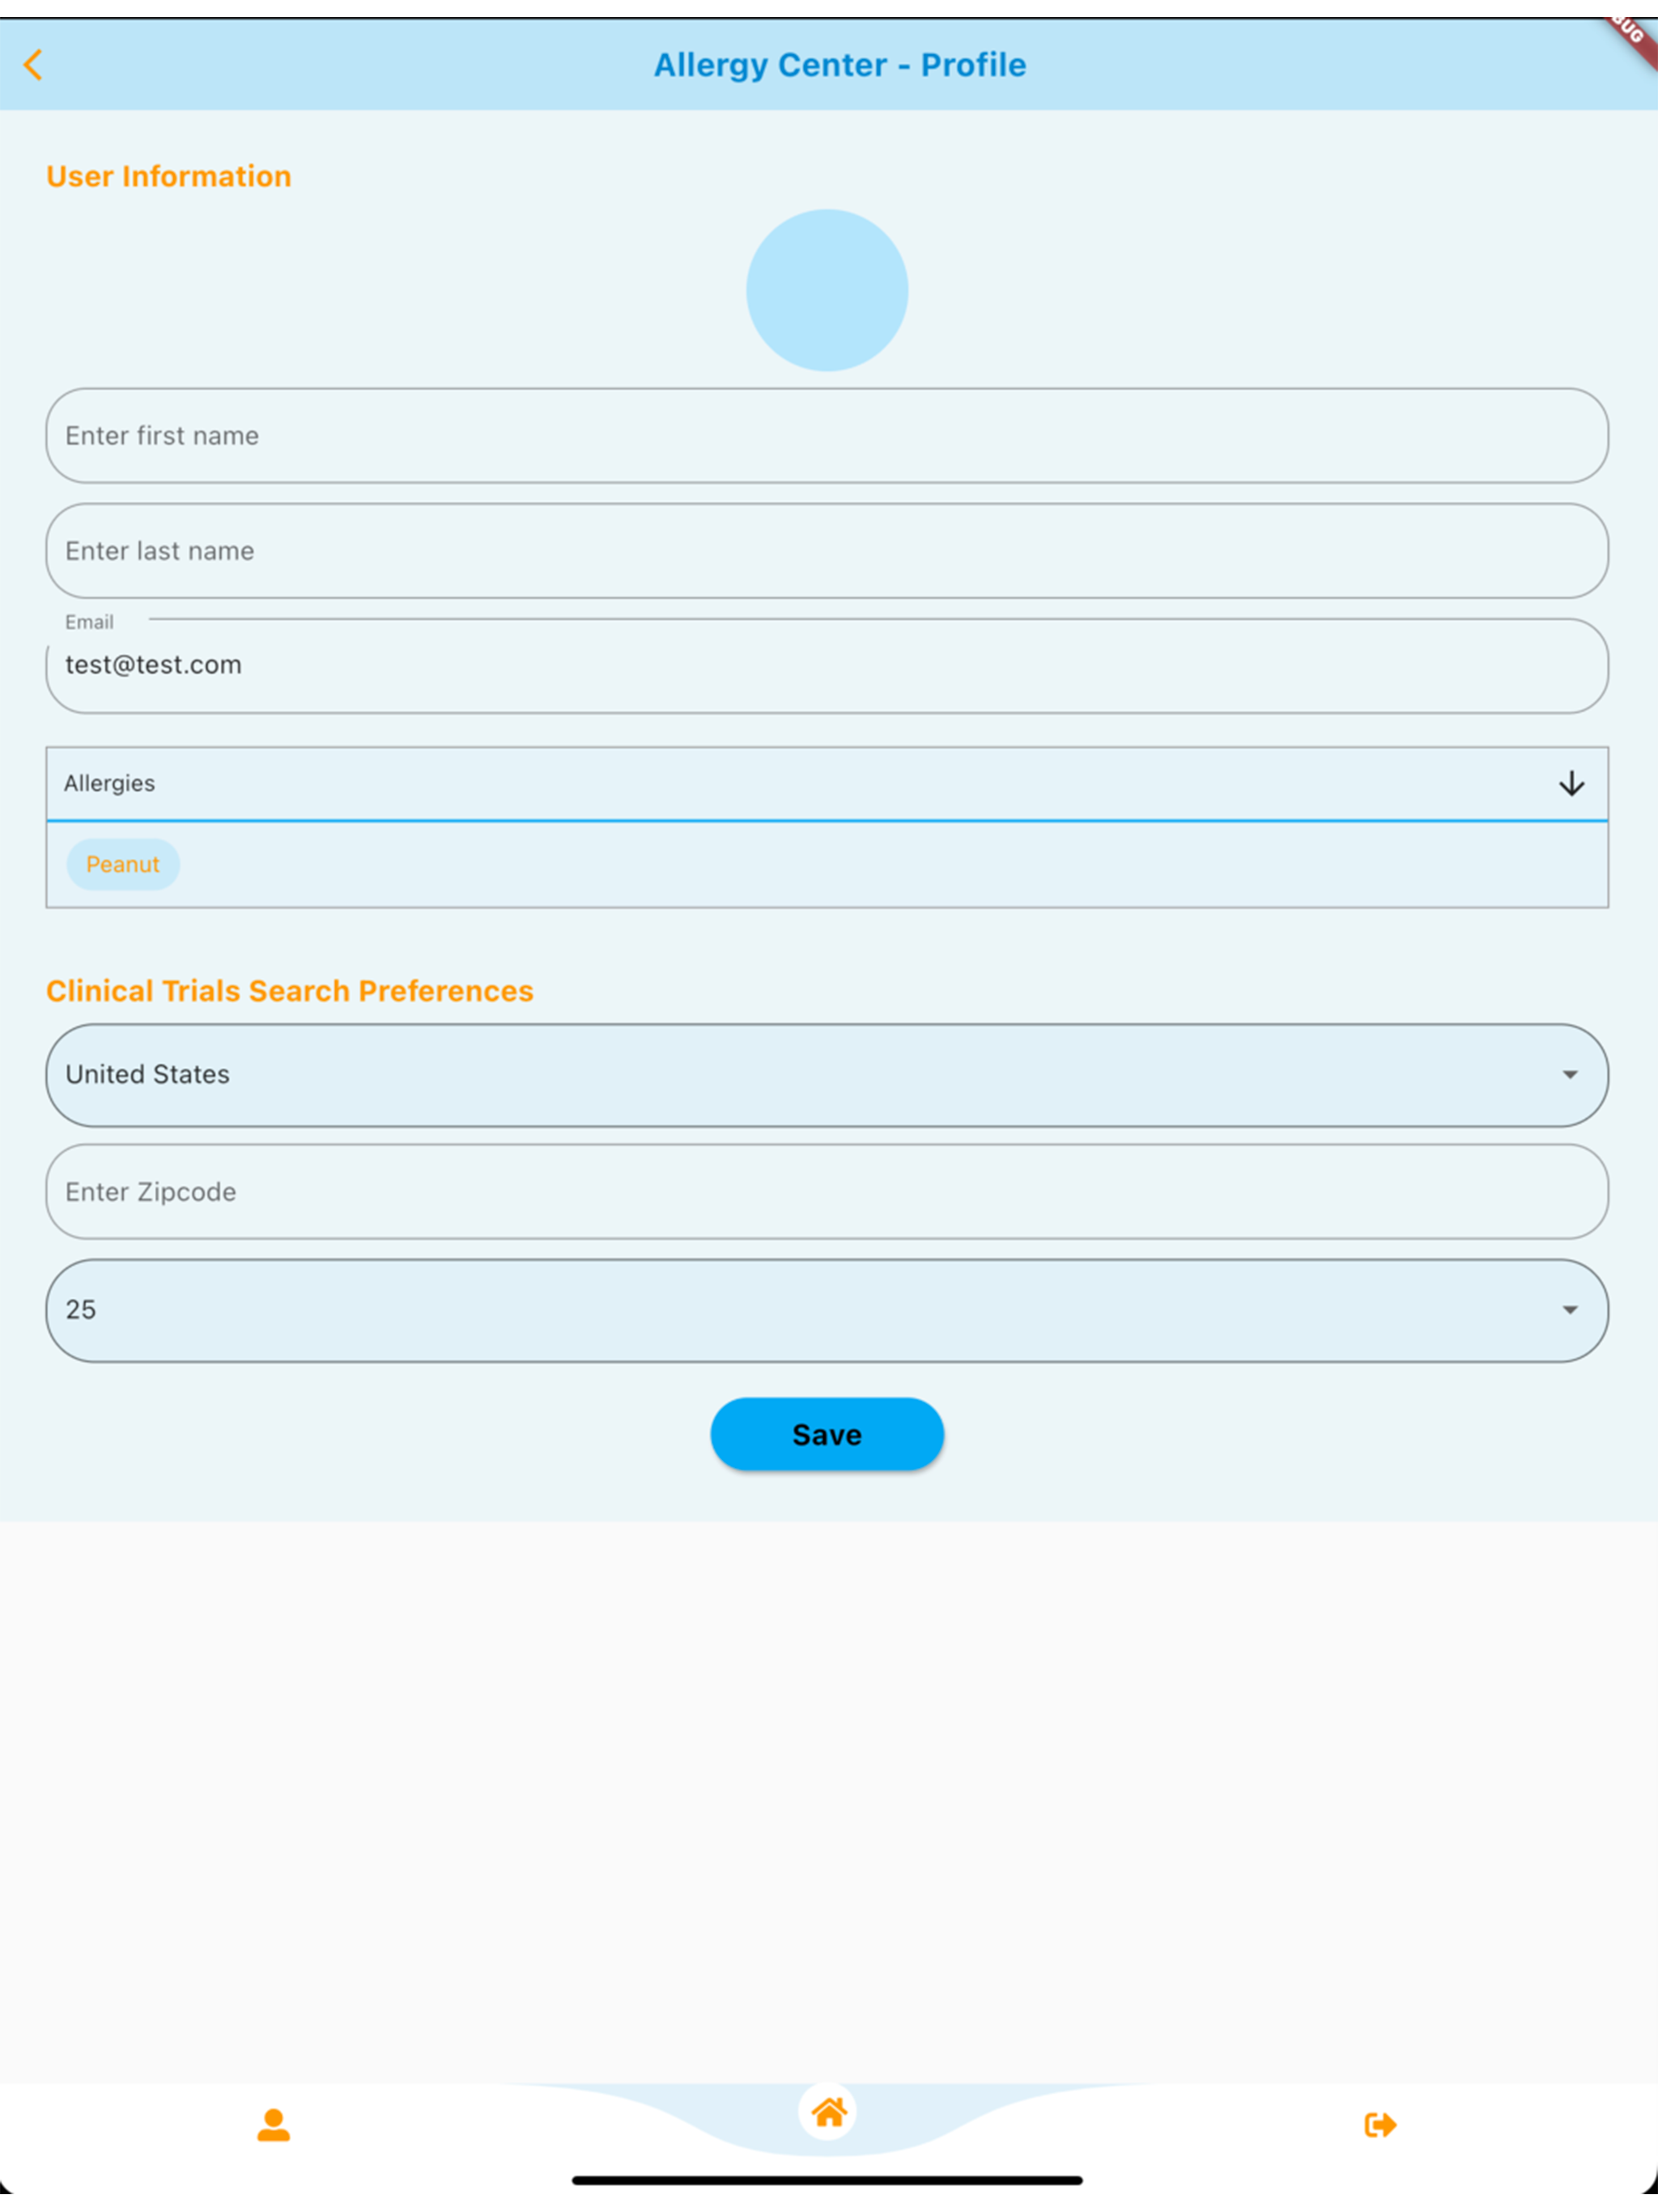 Allergy Center - Profile
User Information
Enter first name
Enter last name
Email
test@test.com
Allergies
Peanut
Clinical Trials Search Preferences
United States
Enter Zipcode
25
Save